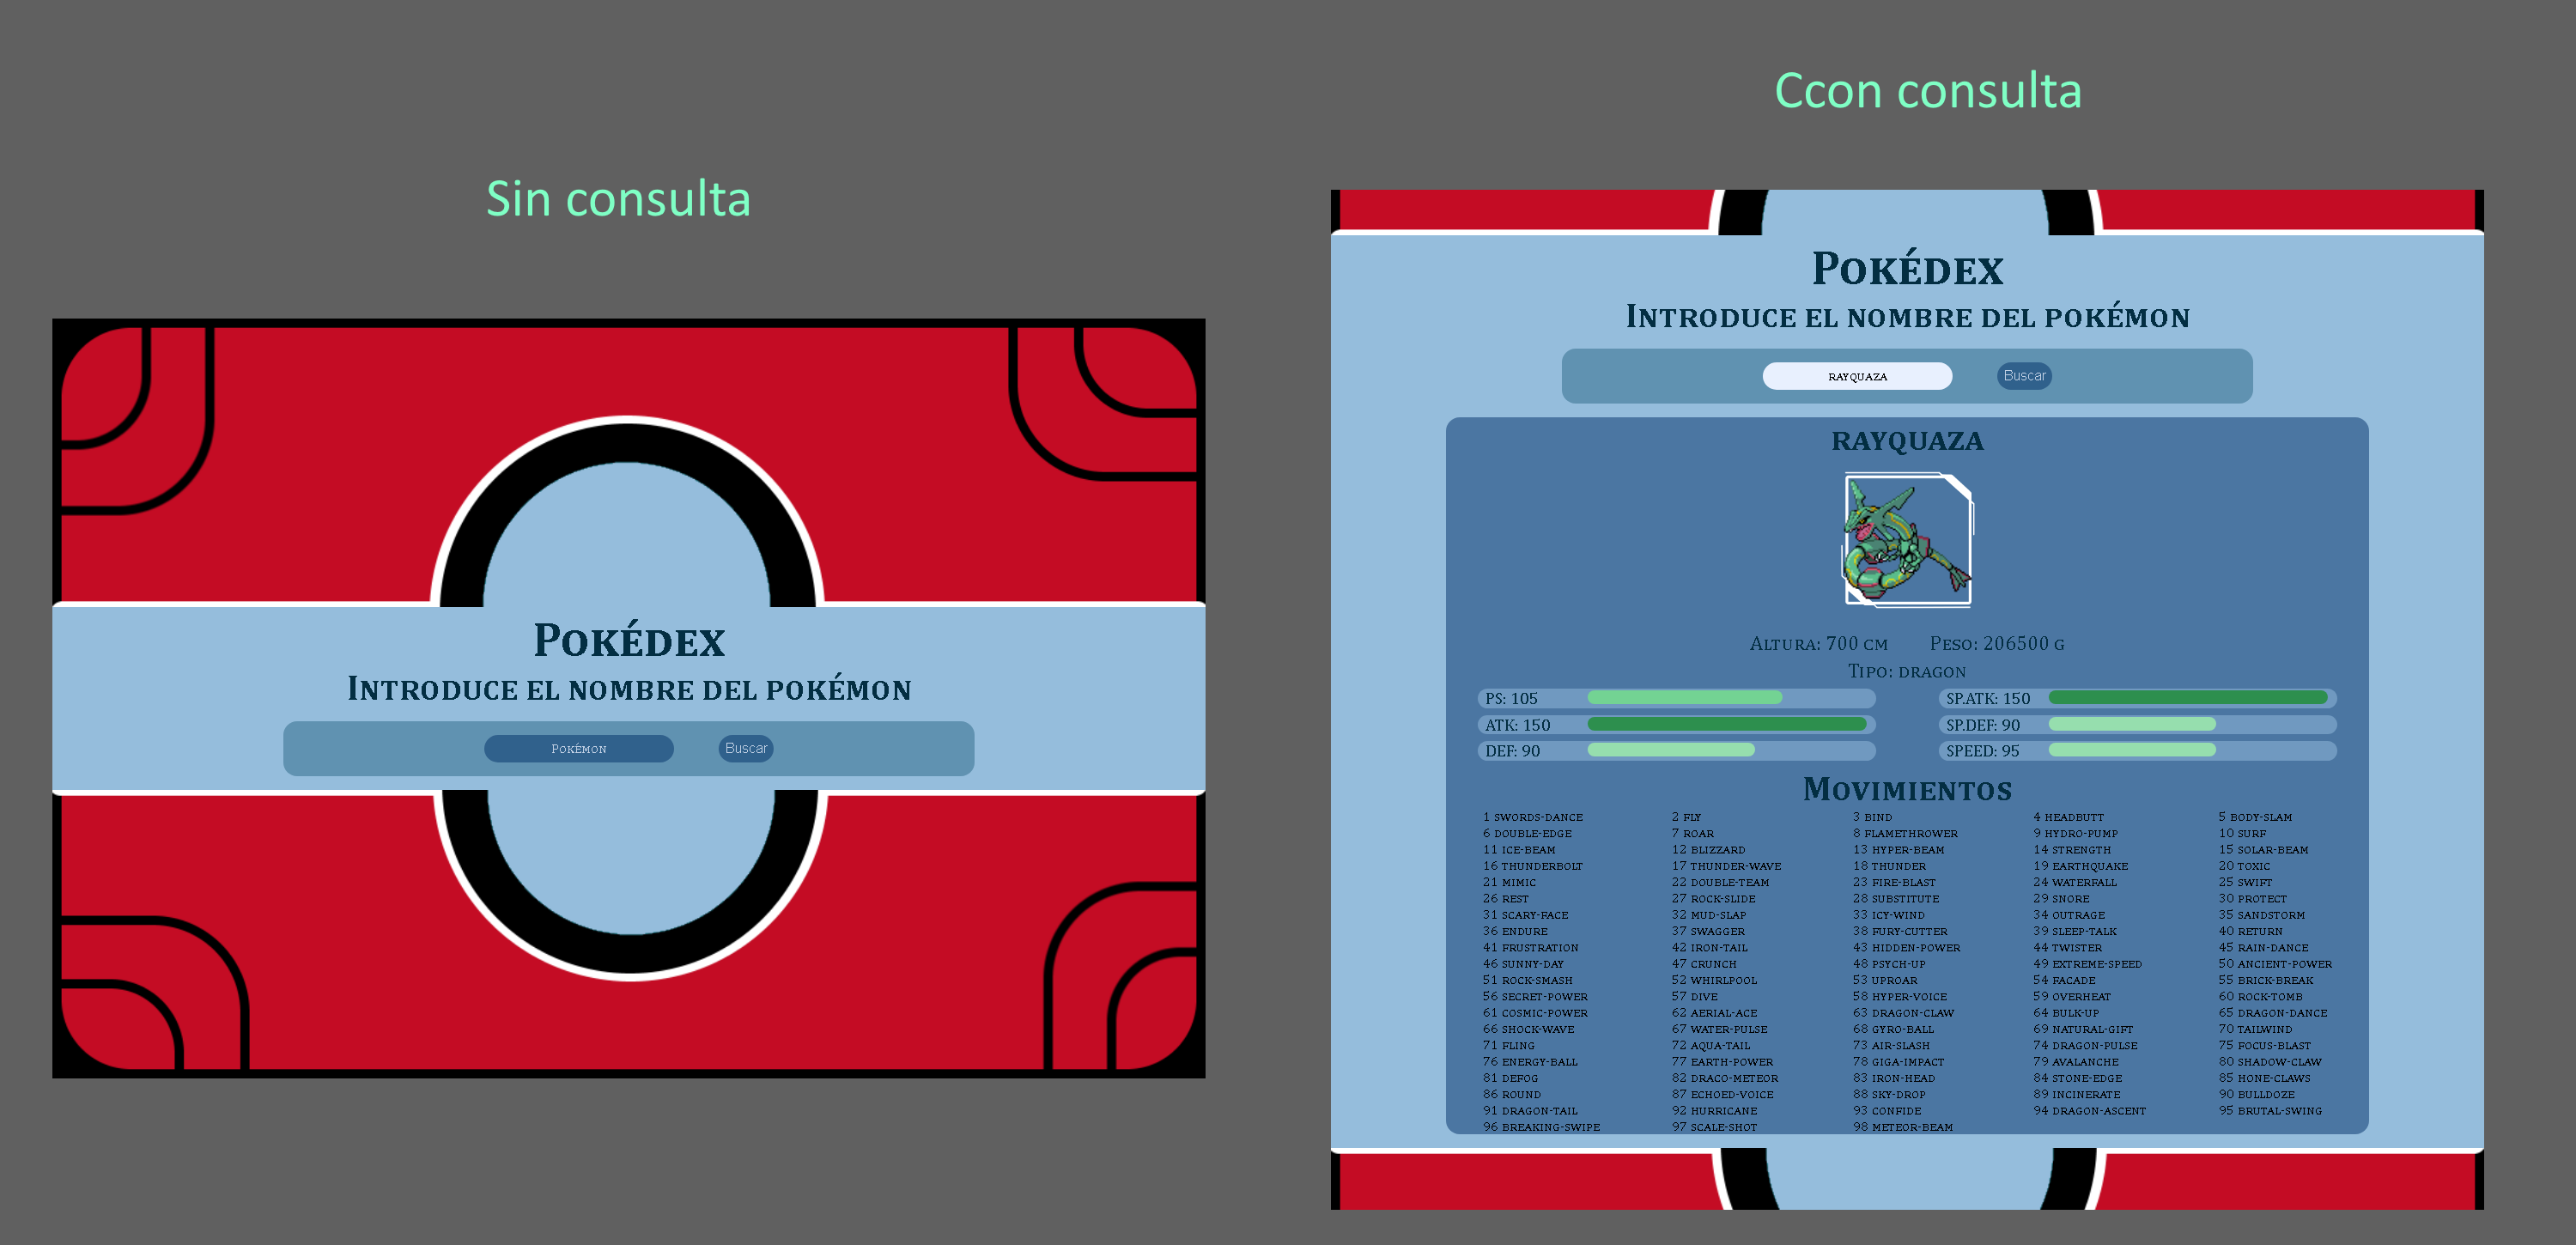 Sin consulta
Pokédex
Introduce el nombre del pokémon
Pokémon Buscar
Ccon consulta
Pokédex
Introduce el nombre del pokémon
rayquaza Buscar
rayquaza
Altura: 700 cm Peso: 206500 g
Tipo: dragon
PS: 105 SP.ATK: 150
ATK: 150 SP.DEF: 90
DEF: 90 SPEED: 95
Movimientos
1 swords-dance 2 fly 3 bind 4 headbutt 5 body-slam
6 double-edge 7 roar 8 flamethrower 9 hydro-pump 10 surf
11 ice-beam 12 blizzard 13 hyper-beam 14 strength 15 solar-beam
16 thunderbolt 17 thunder-wave 18 thunder 19 earthquake 20 toxic
21 mimic 22 double-team 23 fire-blast 24 waterfall 25 swift
26 rest 27 rock-slide 28 substitute 29 snore 30 protect
31 scary-face 32 mud-slap 33 icy-wind 34 outrage 35 sandstorm
36 endure 37 swagger 38 fury-cutter 39 sleep-talk 40 return
41 frustration 42 iron-tail 43 hidden-power 44 twister 45 rain-dance
46 sunny-day 47 crunch 48 psych-up 49 extreme-speed 50 ancient-power
51 rock-smash 52 whirlpool 53 uproar 54 facade 55 brick-break
56 secret-power 57 dive 58 hyper-voice 59 overheat 60 rock-tomb
61 cosmic-power 62 aerial-ace 63 dragon-claw 64 bulk-up 65 dragon-dance
66 shock-wave 67 water-pulse 68 gyro-ball 69 natural-gift 70 tailwind
71 fling 72 aqua-tail 73 air-slash 74 dragon-pulse 75 focus-blast
76 energy-ball 77 earth-power 78 giga-impact 79 avalanche 80 shadow-claw
81 defog 82 draco-meteor 83 iron-head 84 stone-edge 85 hone-claws
86 round 87 echoed-voice 88 sky-drop 89 incinerate 90 bulldoze
91 dragon-tail 92 hurricane 93 confide 94 dragon-ascent 95 brutal-swing
96 breaking-swipe 97 scale-shot 98 meteor-beam